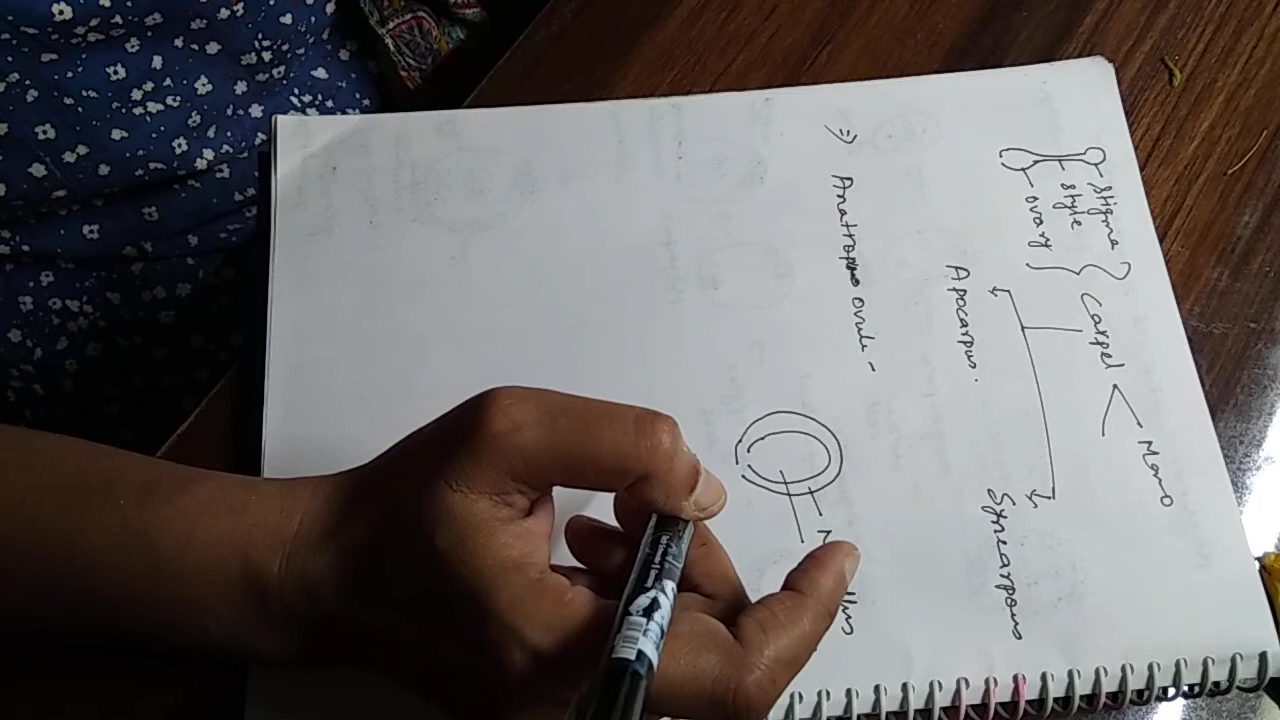 Stigma
Style
ovary
Carpel
Mono
Apocarpus.
Syncarpous
⇒ Anatropous ovule -